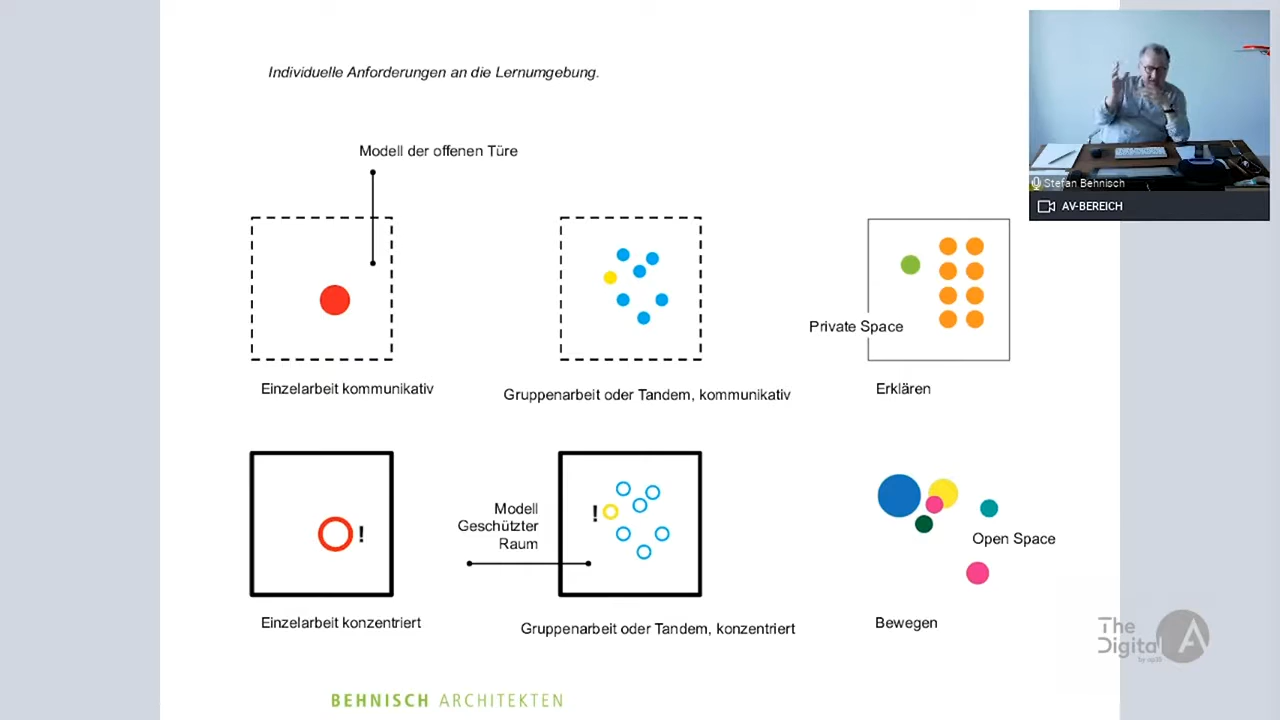 Individuelle Anforderungen an die Lernumgebung.
Modell der offenen Türe
Private Space
Einzelarbeit kommunikativ
Gruppenarbeit oder Tandem, kommunikativ
Erklären
Modell
Geschützter
Raum
!
!
Open Space
Einzelarbeit konzentriert
Gruppenarbeit oder Tandem, konzentriert
Bewegen
BEHNISCH ARCHITEKTEN
Stefan Behnisch
AV-BEREICH
The
Digital A